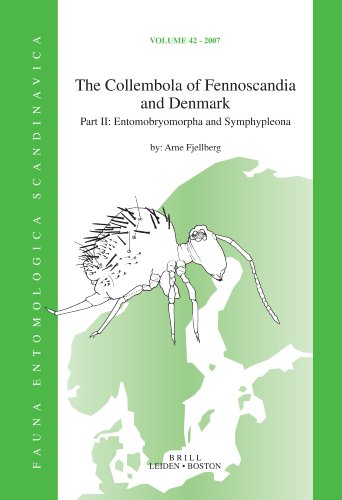 VOLUME 42 - 2007
The Collembola of Fennoscandia
and Denmark
Part II: Entomobryomorpha and Symphypleona
by: Arne Fjellberg
FAUNA ENTOMOLOGICA SCANDINAVICA
BRILL
LEIDEN • BOSTON